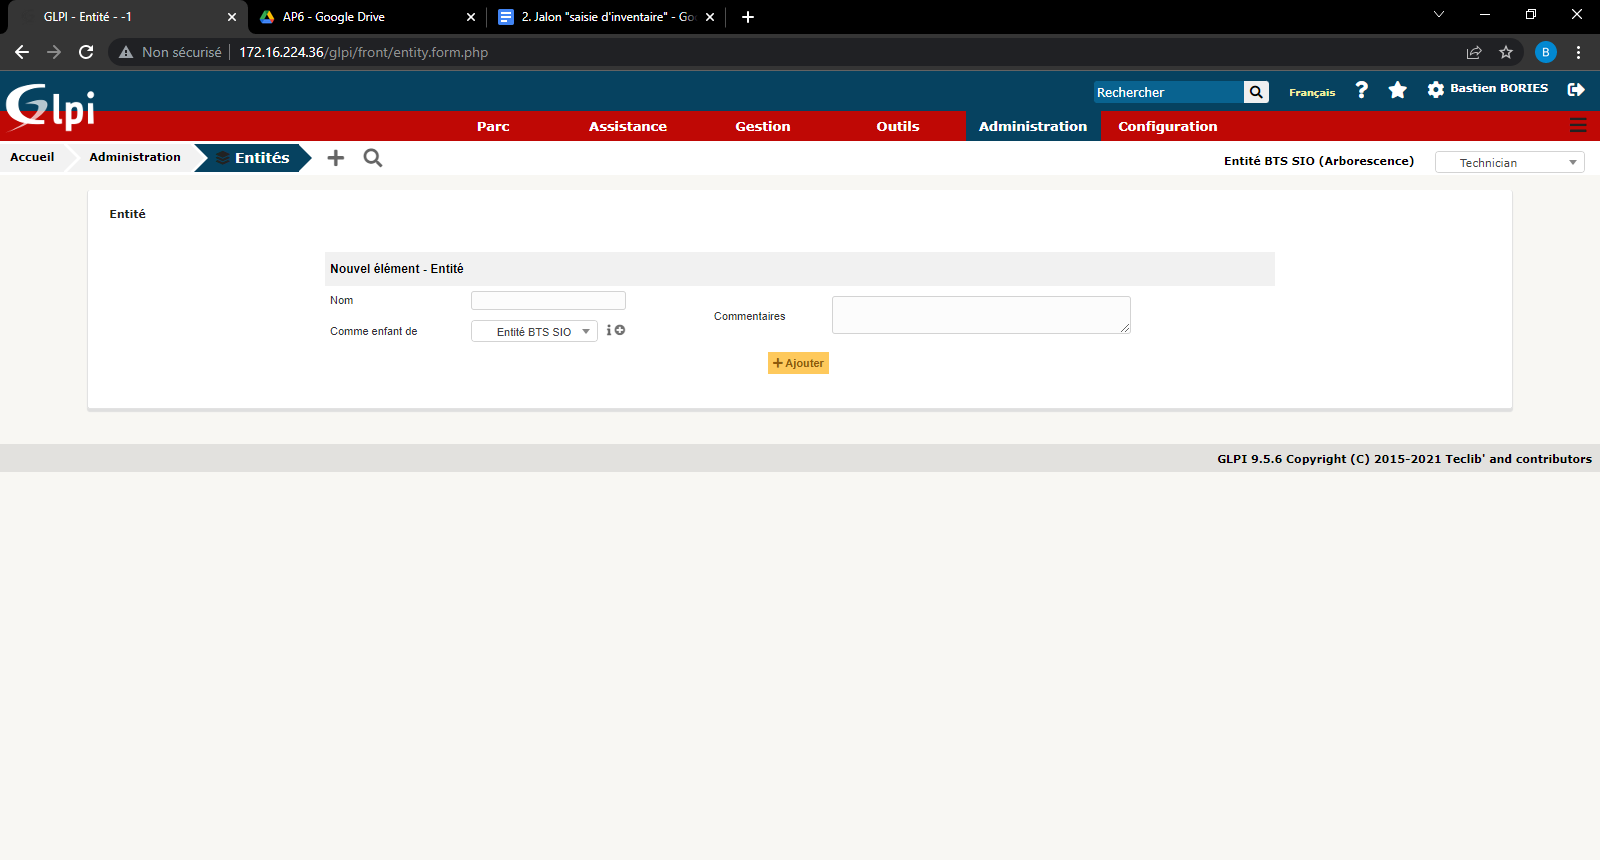 GLPI - Entité - -1
AP6 - Google Drive
2. Jalon "saisie d'inventaire" - Go
Non sécurisé
172.16.224.36/glpi/front/entity.form.php
B
Glpi
Rechercher
Français
?
Bastien BORIES
Parc
Assistance
Gestion
Outils
Administration
Configuration
Accueil
Administration
Entités
Entité BTS SIO (Arborescence)
Technician
Entité
Nouvel élément - Entité
Nom
Commentaires
Comme enfant de
Entité BTS SIO
Ajouter
GLPI 9.5.6 Copyright (C) 2015-2021 Teclib' and contributors